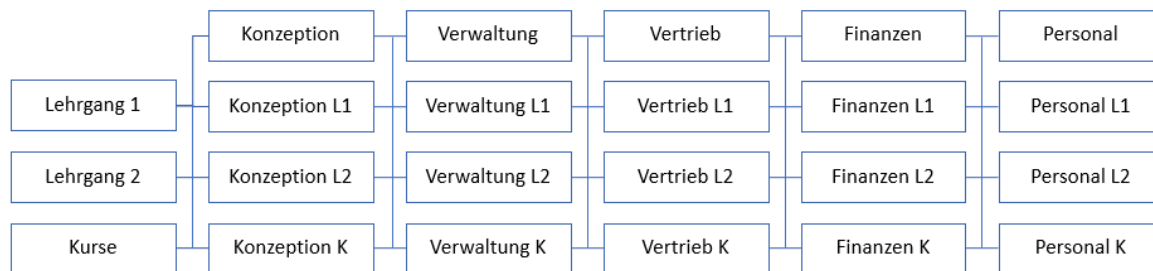 Konzeption
Verwaltung
Vertrieb
Finanzen
Personal
Lehrgang 1
Konzeption L1
Verwaltung L1
Vertrieb L1
Finanzen L1
Personal L1
Lehrgang 2
Konzeption L2
Verwaltung L2
Vertrieb L2
Finanzen L2
Personal L2
Kurse
Konzeption K
Verwaltung K
Vertrieb K
Finanzen K
Personal K